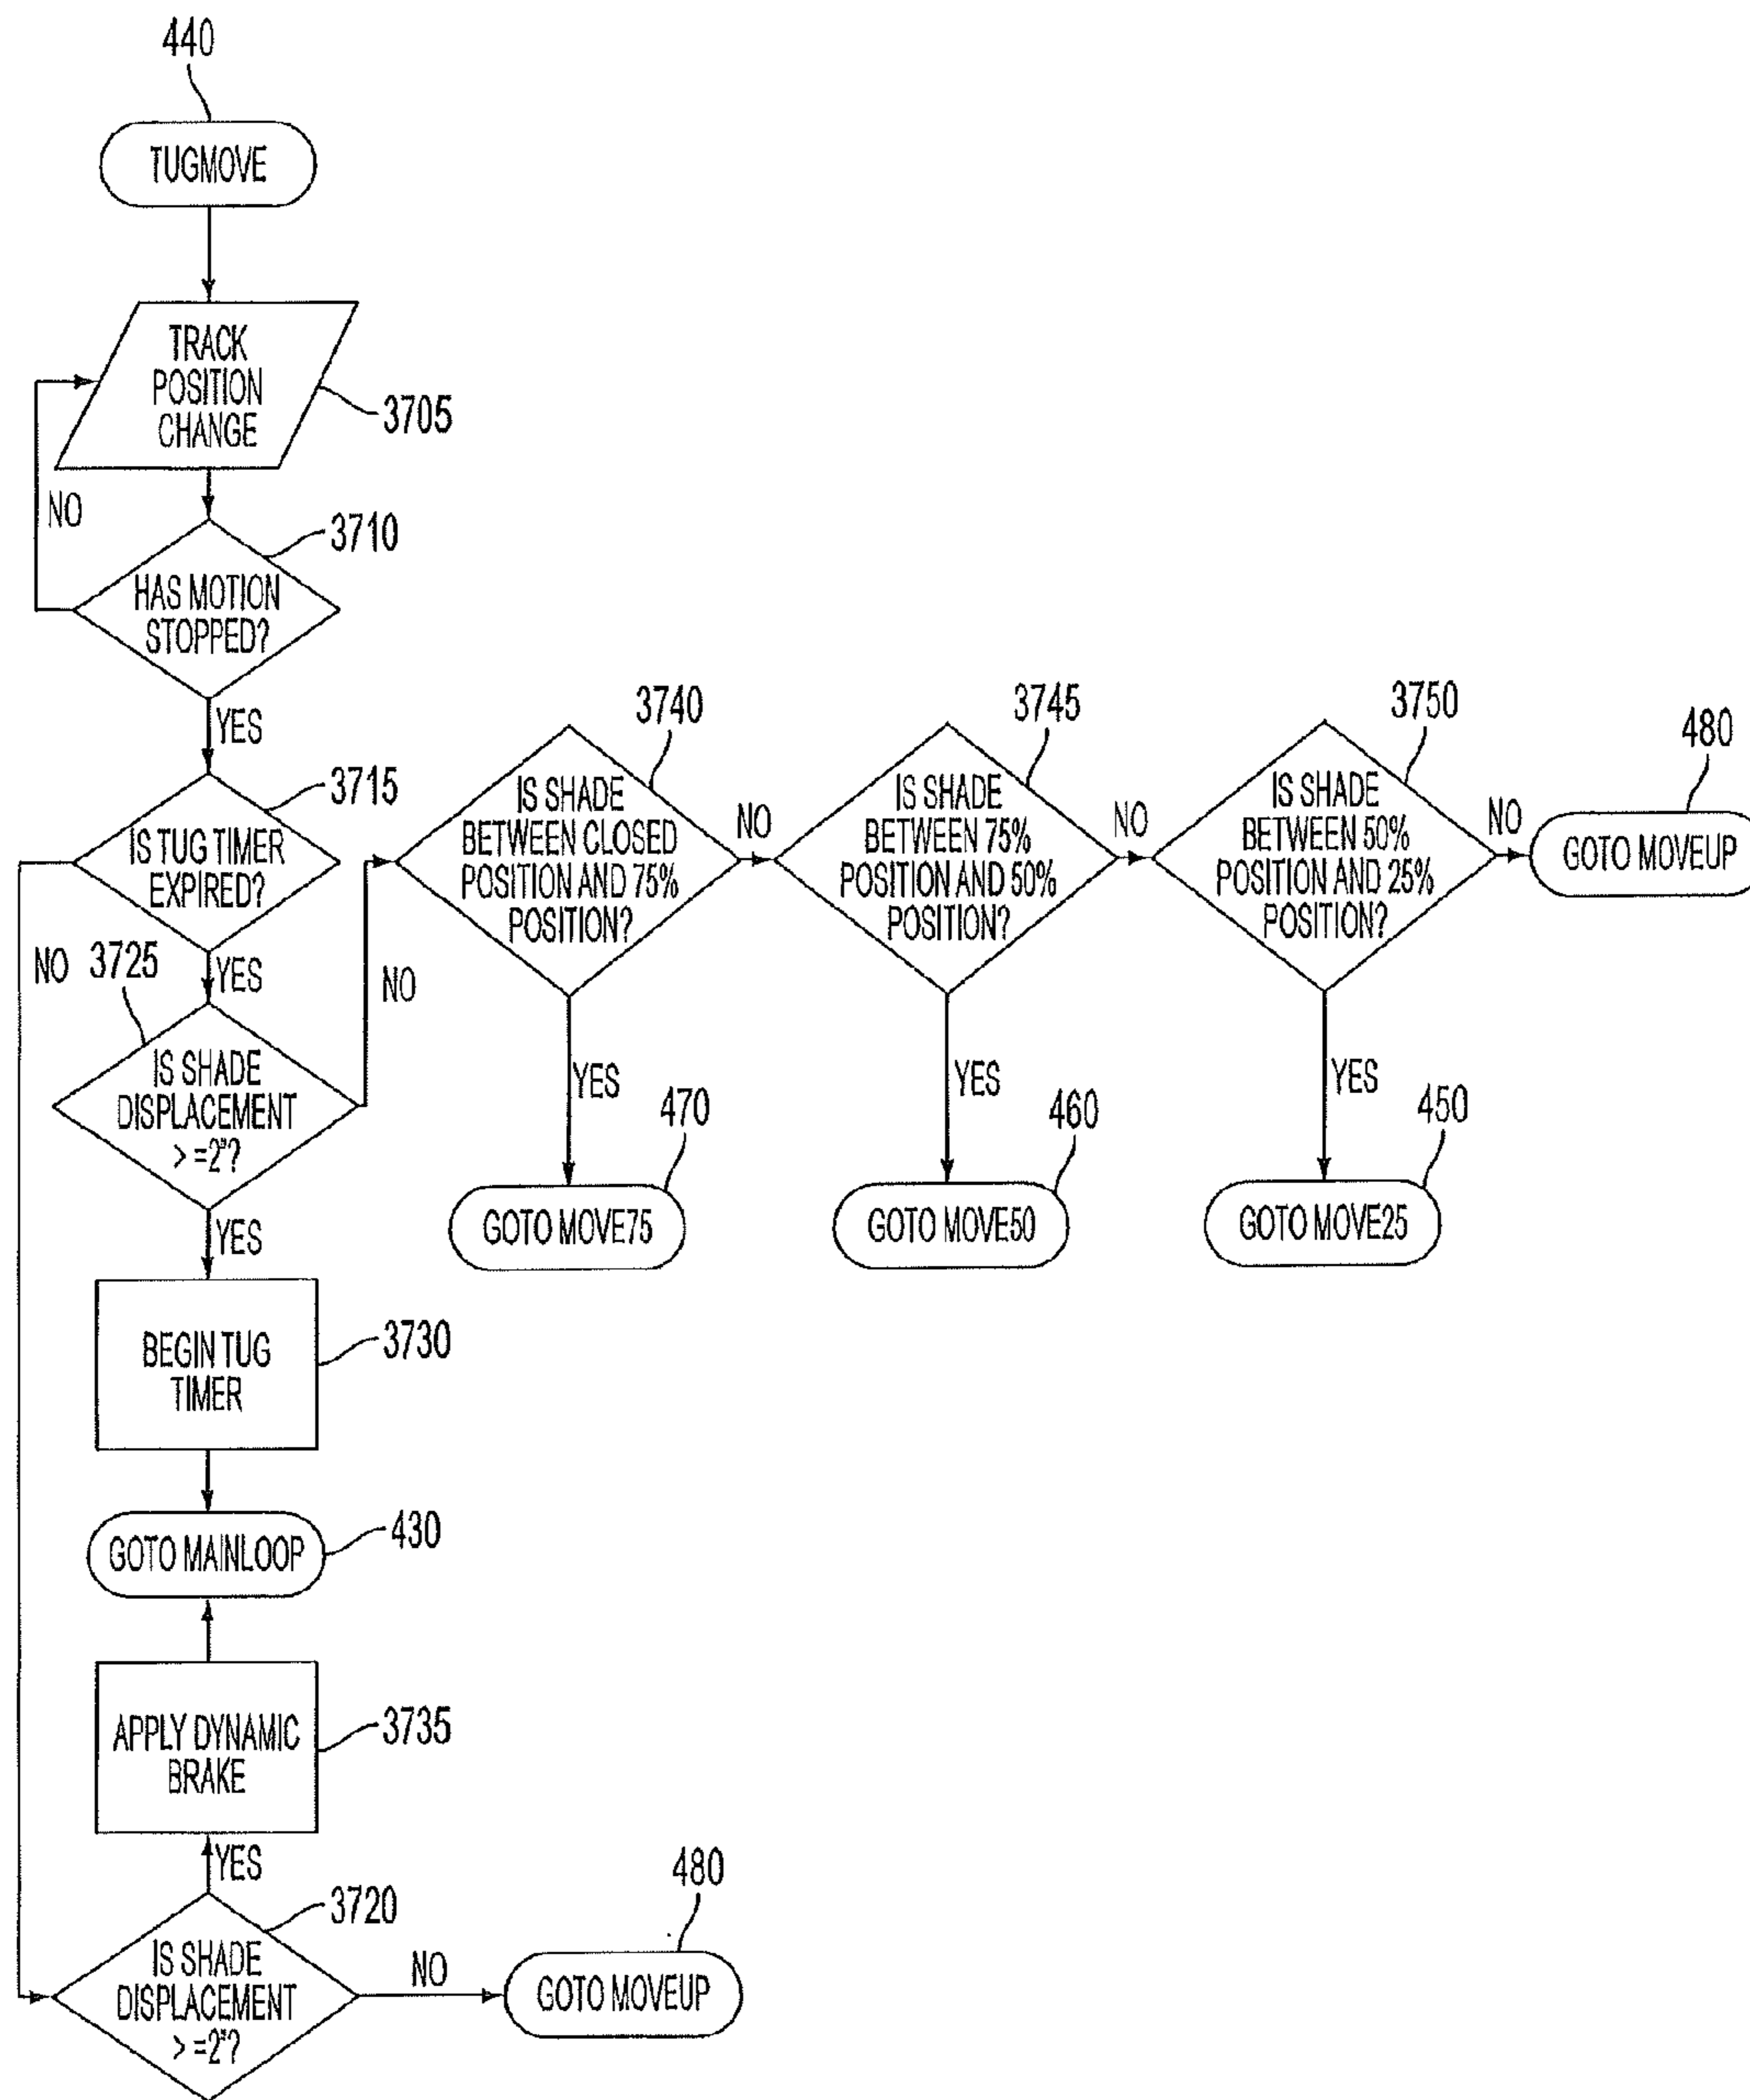 440
TUGMOVE
TRACK
POSITION
CHANGE
3705
NO
3710
HAS MOTION
STOPPED?
YES
3715
IS TUG TIMER
EXPIRED?
NO
YES
3725
IS SHADE
DISPLACEMENT
> =2"?
NO
3740
IS SHADE
BETWEEN CLOSED
POSITION AND 75%
POSITION?
NO
YES
470
GOTO MOVE75
3745
IS SHADE
BETWEEN 75%
POSITION AND 50%
POSITION?
NO
YES
460
GOTO MOVE50
3750
IS SHADE
BETWEEN 50%
POSITION AND 25%
POSITION?
NO
YES
450
GOTO MOVE25
480
GOTO MOVEUP
YES
BEGIN TUG
TIMER
3730
GOTO MAINLOOP
430
APPLY DYNAMIC
BRAKE
3735
YES
3720
IS SHADE
DISPLACEMENT
> =2"?
NO
480
GOTO MOVEUP